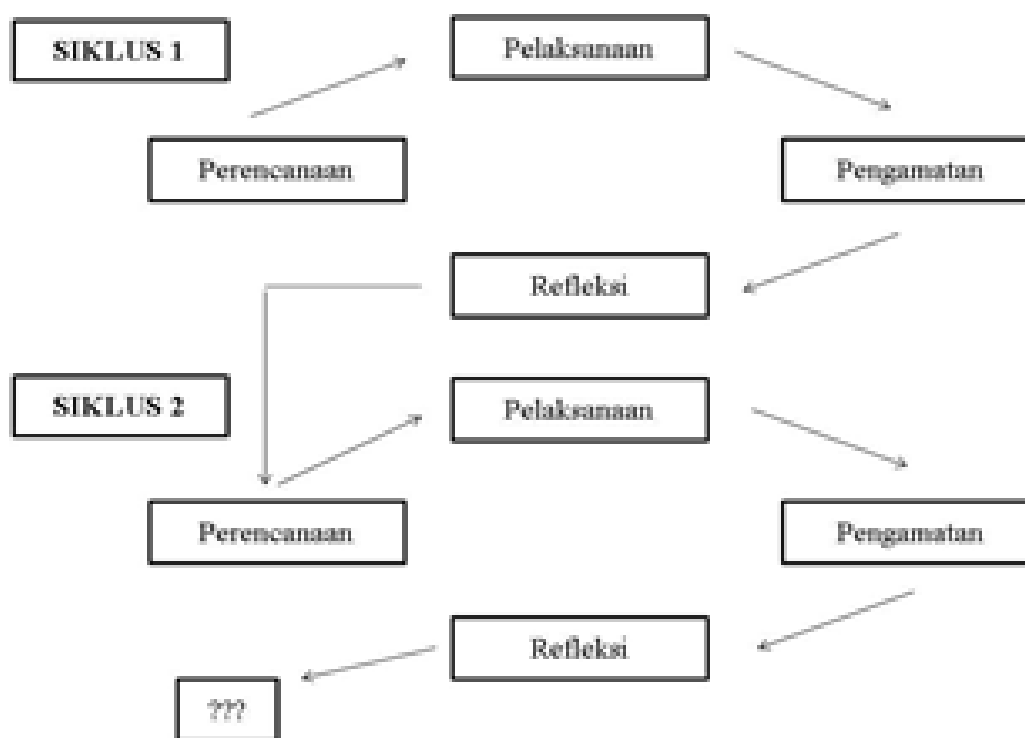 SIKLUS 1
Pelaksanaan
Perencanaan
Pengamatan
Refleksi
SIKLUS 2
Pelaksanaan
Perencanaan
Pengamatan
Refleksi
???